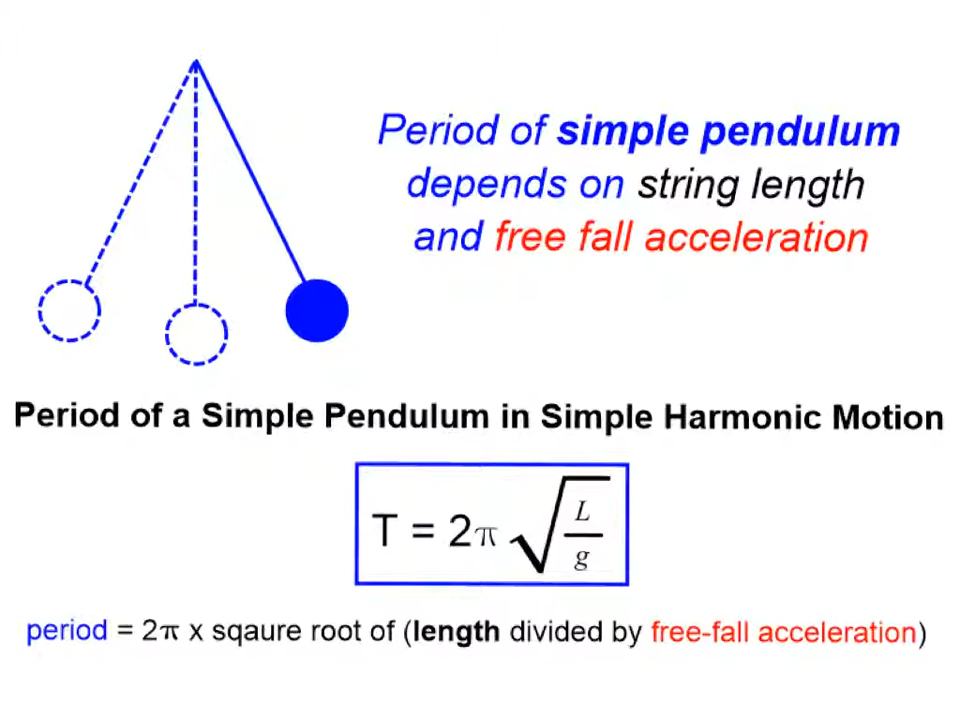 Period of simple pendulum
depends on string length
and free fall acceleration
Period of a Simple Pendulum in Simple Harmonic Motion
T = 2π √(L/g)
period = 2π x sqaure root of (length divided by free-fall acceleration)